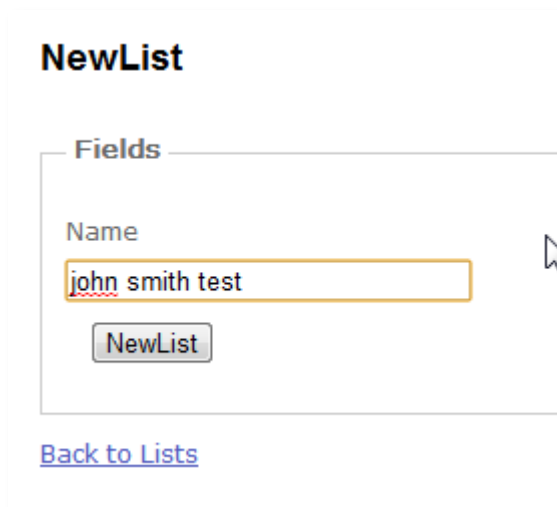 NewList
Fields
Name
john smith test
NewList
Back to Lists